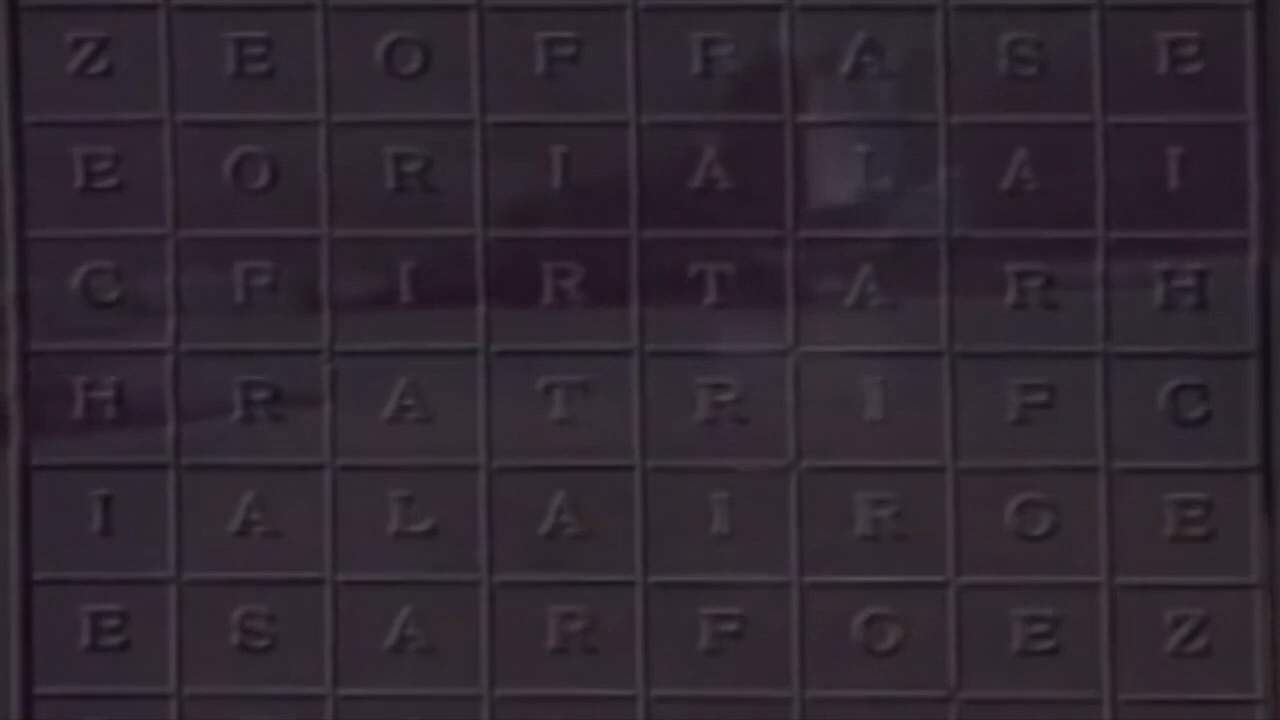 Z E O F R A S E
E O R I A L A I
C F I R T A R H
H R A T R I F C
I A L A I R O E
E S A R F O E Z